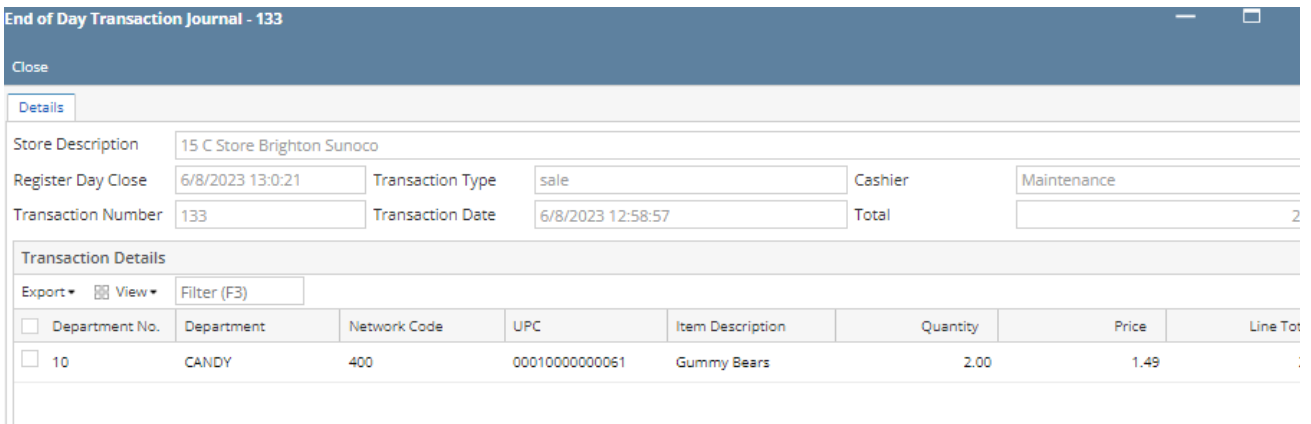 End of Day Transaction Journal - 133
Close
Details
Store Description 15 C Store Brighton Sunoco
Register Day Close 6/8/2023 13:0:21 Transaction Type sale Cashier Maintenance
Transaction Number 133 Transaction Date 6/8/2023 12:58:57 Total 2
Transaction Details
Export View Filter (F3)
Department No. Department Network Code UPC Item Description Quantity Price Line Tot
10 CANDY 400 00010000000061 Gummy Bears 2.00 1.49